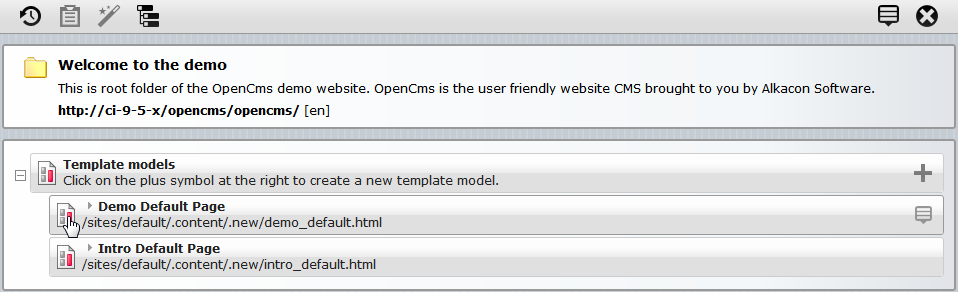 Welcome to the demo
This is root folder of the OpenCms demo website. OpenCms is the user friendly website CMS brought to you by Alkacon Software.
http://ci-9-5-x/opencms/opencms/ [en]
Template models
Click on the plus symbol at the right to create a new template model.
Demo Default Page
/sites/default/.content/.new/demo_default.html
Intro Default Page
/sites/default/.content/.new/intro_default.html